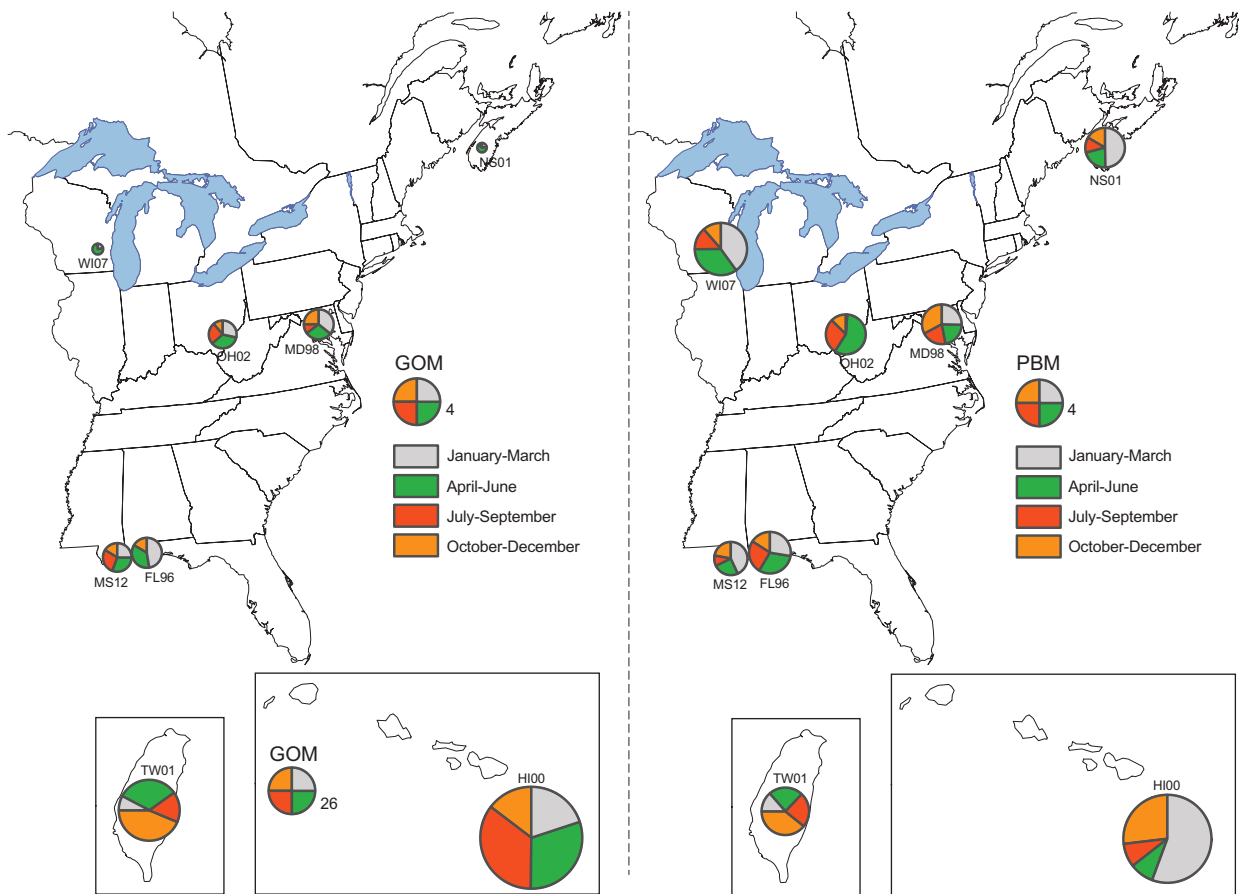 NS01
WI07
OH02
MD98
GOM
4
January-March
April-June
July-September
October-December
MS12
FL96
TW01
GOM
26
HI00
NS01
WI07
OH02
MD98
PBM
4
January-March
April-June
July-September
October-December
MS12
FL96
TW01
HI00